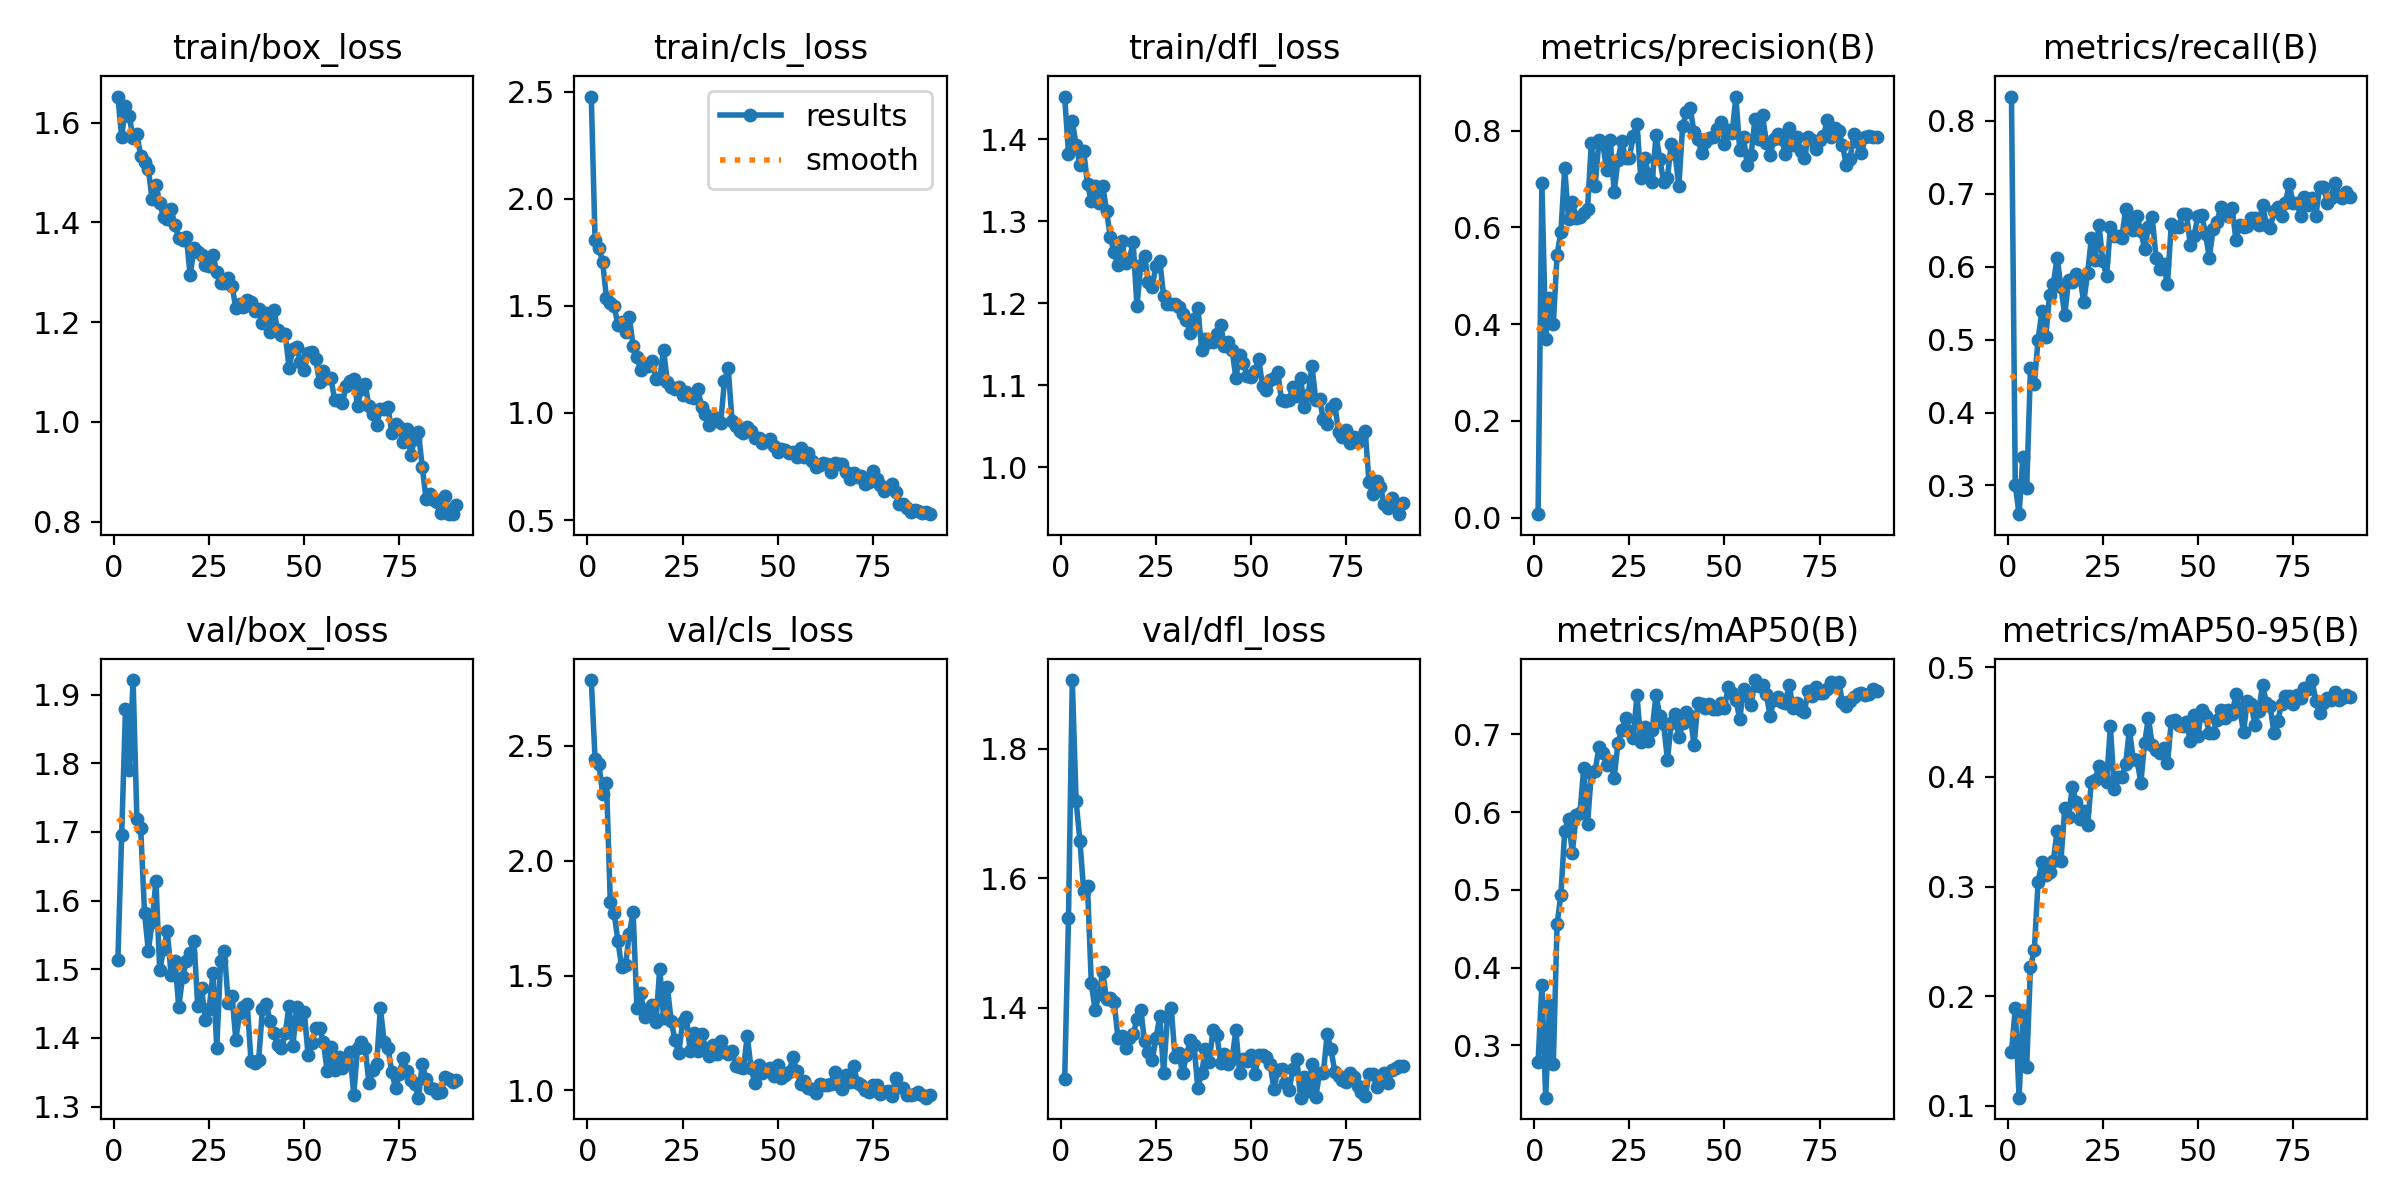 train/box_loss
1.6
1.4
1.2
1.0
0.8
0 25 50 75
train/cls_loss
results
smooth
2.5
2.0
1.5
1.0
0.5
0 25 50 75
train/dfl_loss
1.4
1.3
1.2
1.1
1.0
0 25 50 75
metrics/precision(B)
0.8
0.6
0.4
0.2
0.0
0 25 50 75
metrics/recall(B)
0.8
0.7
0.6
0.5
0.4
0.3
0 25 50 75
val/box_loss
1.9
1.8
1.7
1.6
1.5
1.4
1.3
0 25 50 75
val/cls_loss
2.5
2.0
1.5
1.0
0 25 50 75
val/dfl_loss
1.8
1.6
1.4
0 25 50 75
metrics/mAP50(B)
0.7
0.6
0.5
0.4
0.3
0 25 50 75
metrics/mAP50-95(B)
0.5
0.4
0.3
0.2
0.1
0 25 50 75